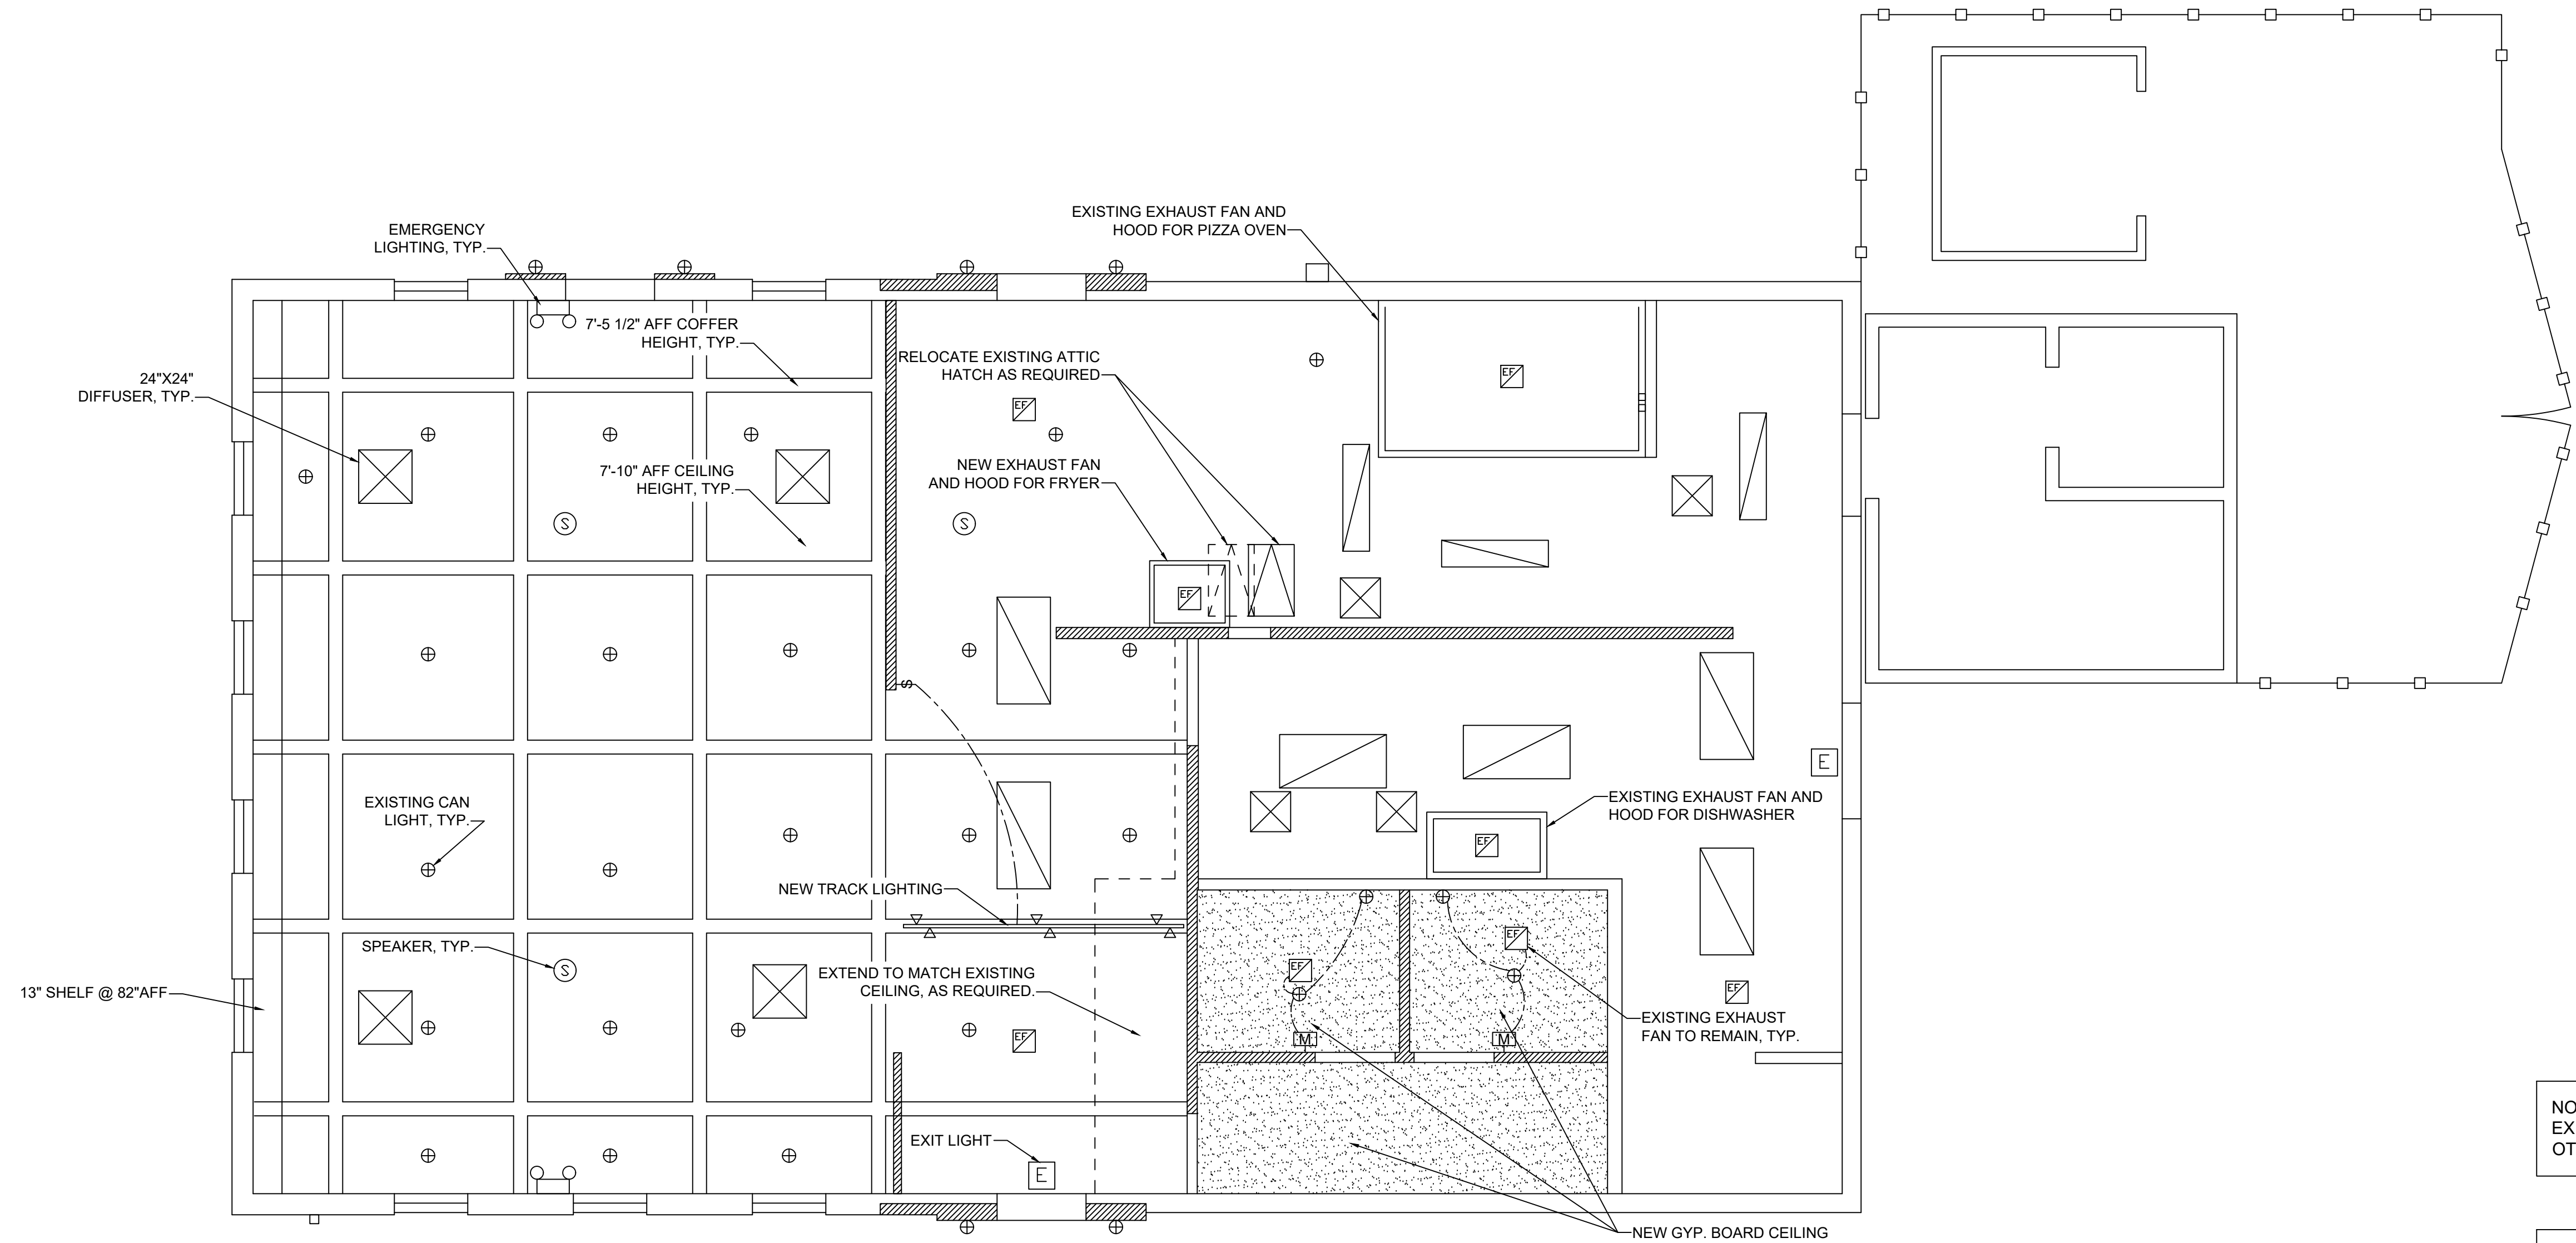 EXISTING EXHAUST FAN AND
HOOD FOR PIZZA OVEN
EMERGENCY
LIGHTING, TYP.
7'-5 1/2" AFF COFFER
HEIGHT, TYP.
RELOCATE EXISTING ATTIC
HATCH AS REQUIRED
24"X24"
DIFFUSER, TYP.
EF
EF
7'-10" AFF CEILING
HEIGHT, TYP.
NEW EXHAUST FAN
AND HOOD FOR FRYER
S
S
EF
S
E
EXISTING CAN
LIGHT, TYP.
EXISTING EXHAUST FAN AND
HOOD FOR DISHWASHER
EF
NEW TRACK LIGHTING
SPEAKER, TYP.
S
EF
EF
EXTEND TO MATCH EXISTING
CEILING, AS REQUIRED.
13" SHELF @ 82"AFF
EF
EXISTING EXHAUST
FAN TO REMAIN, TYP.
EF
M
M
EXIT LIGHT
E
NEW GYP. BOARD CEILING
NO
EX
OT